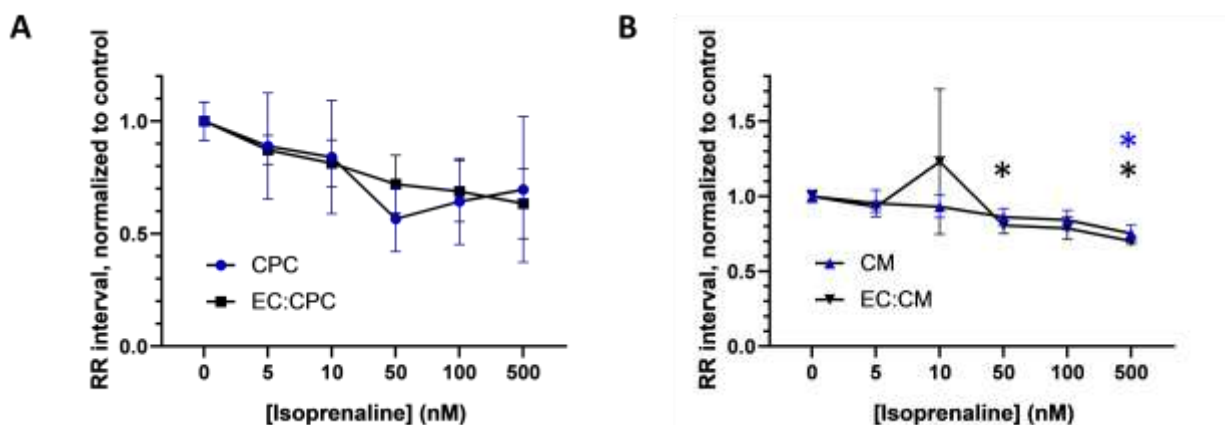 A
RR interval, normalized to control
1.0
0.5
0.0
CPC
EC:CPC
0 5 10 50 100 500
[Isoprenaline] (nM)
B
RR interval, normalized to control
1.5
1.0
0.5
0.0
*
* *
CM
EC:CM
0 5 10 50 100 500
[Isoprenaline] (nM)